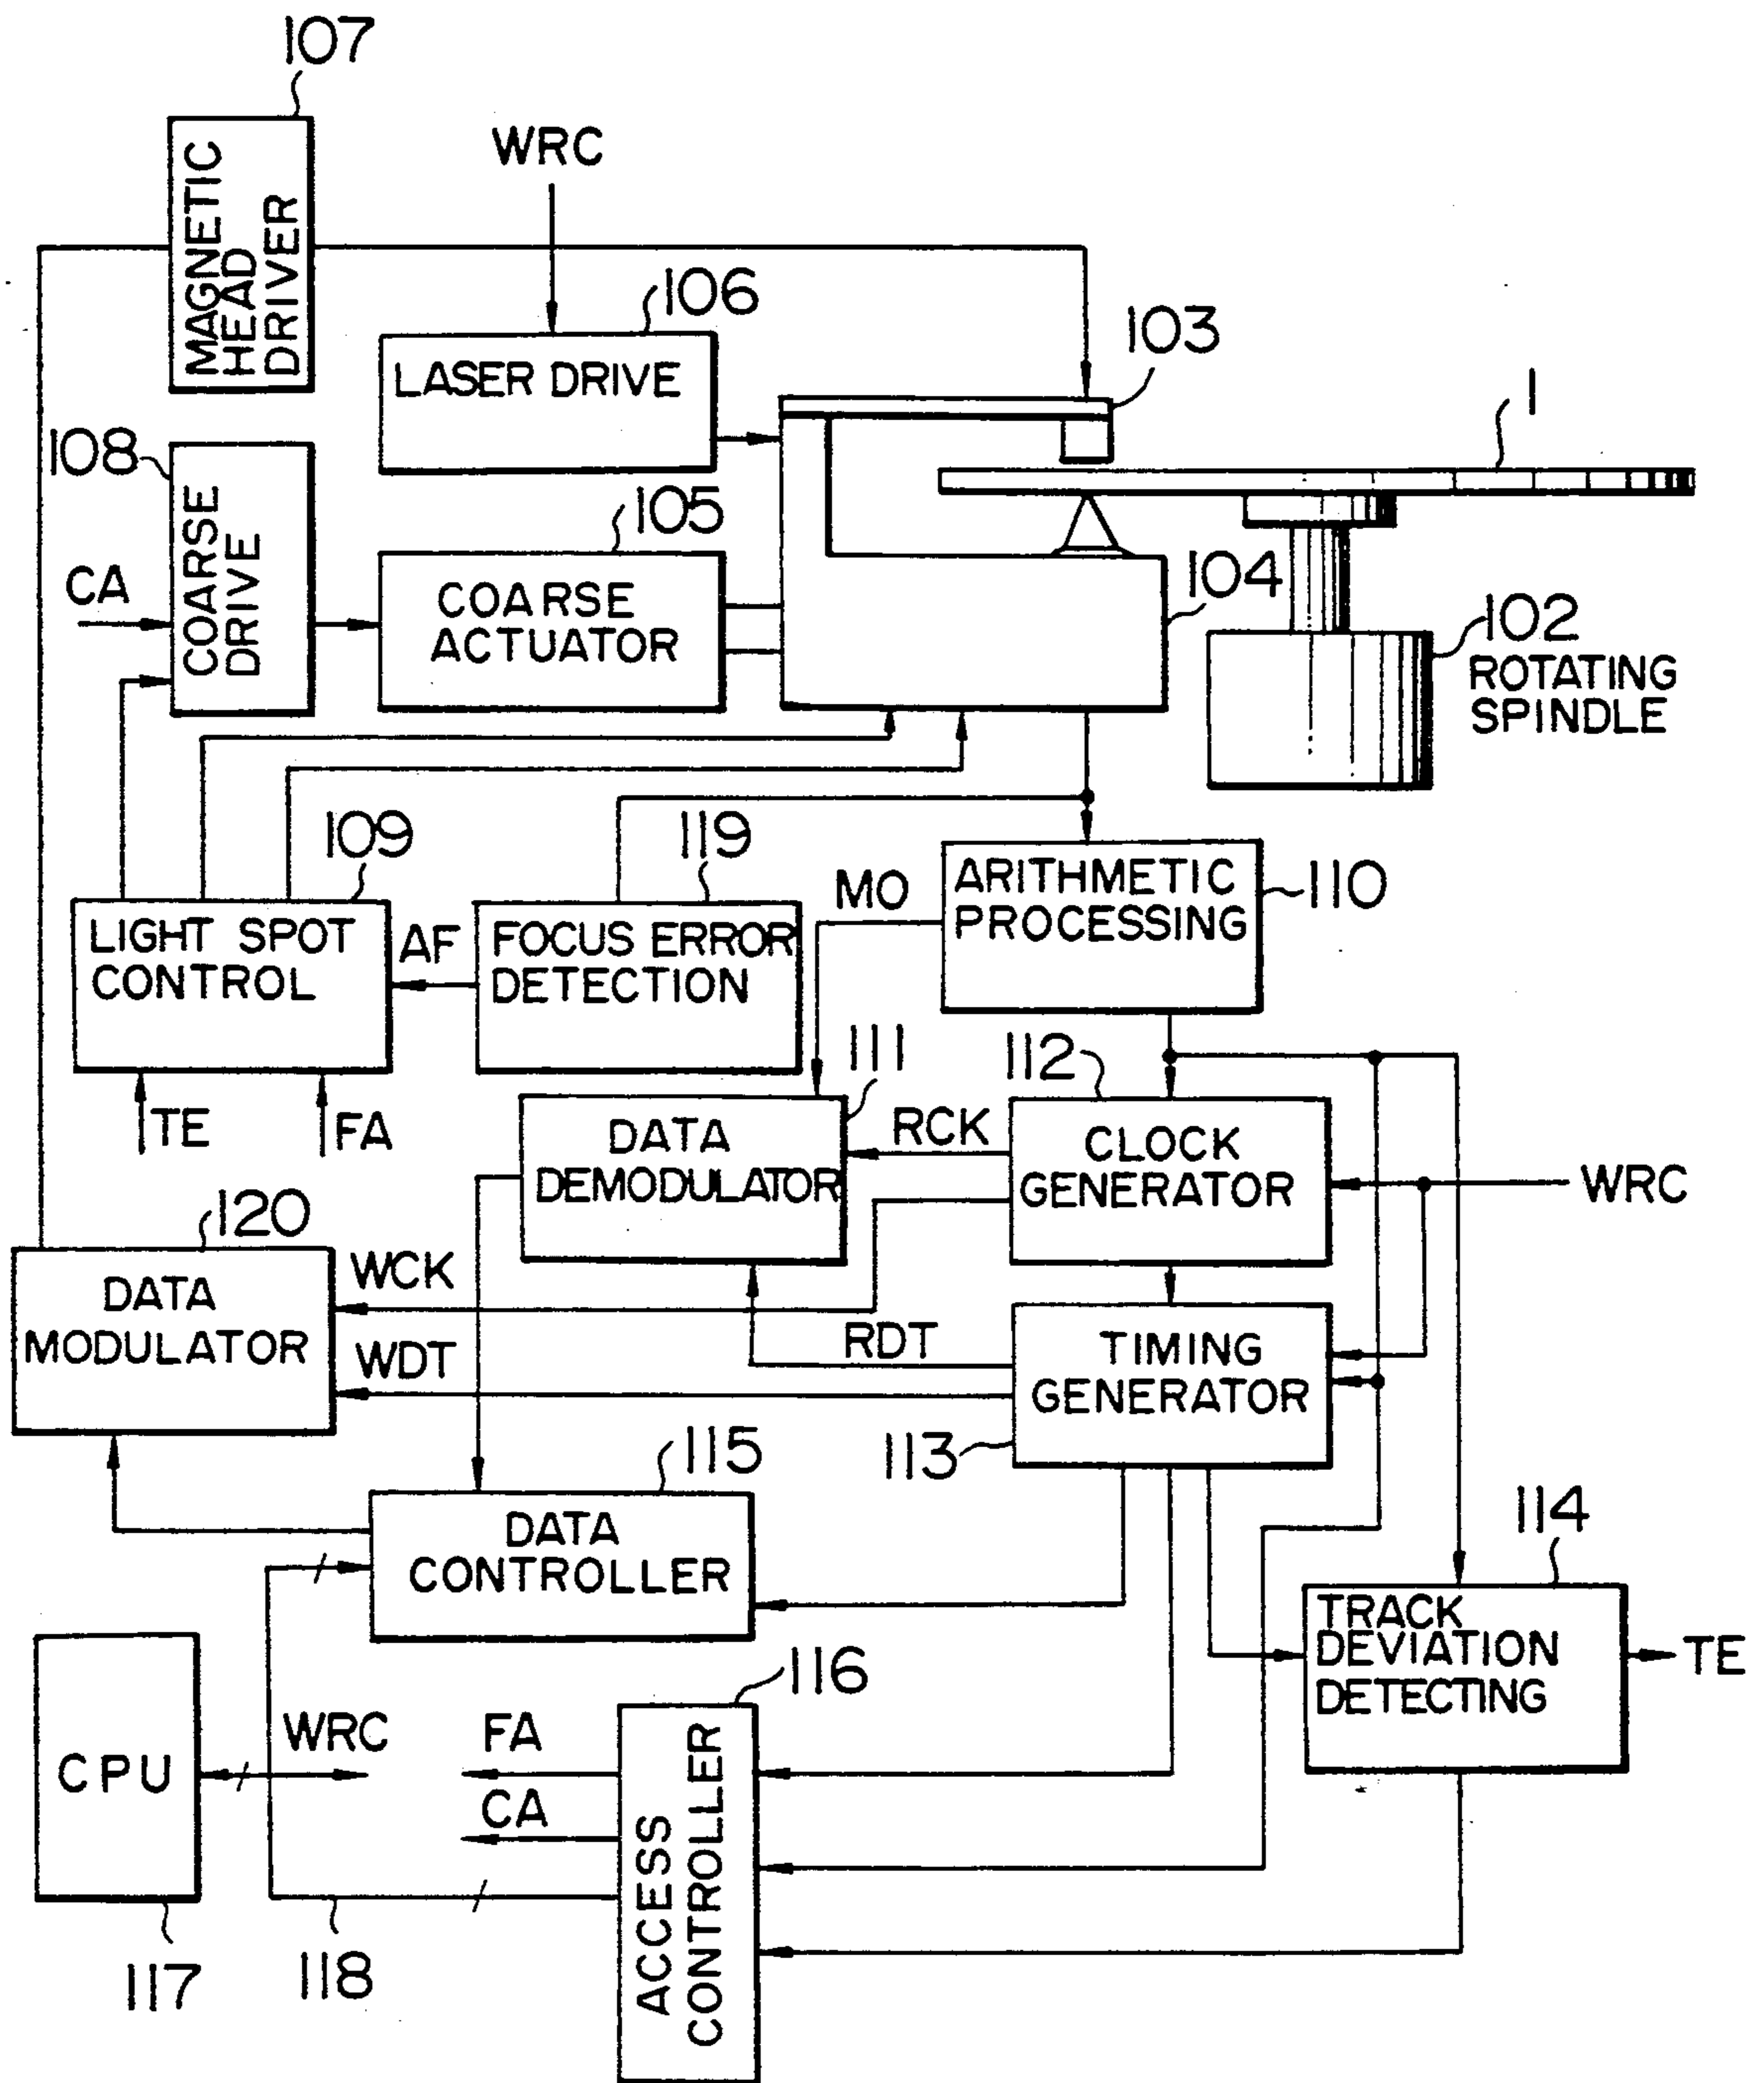 107
WRC
MAGNETIC
HEAD
DRIVER
106
LASER DRIVE
103
1
108
COARSE
DRIVE
CA
105
COARSE
ACTUATOR
104
102
ROTATING
SPINDLE
109
LIGHT SPOT
CONTROL
AF
119
FOCUS ERROR
DETECTION
MO
ARITHMETIC
PROCESSING
110
TE
FA
111
DATA
DEMODULATOR
RCK
112
CLOCK
GENERATOR
WRC
120
DATA
MODULATOR
WCK
WDT
RDT
TIMING
GENERATOR
113
115
DATA
CONTROLLER
114
TRACK
DEVIATION
DETECTING
TE
116
CPU
WRC
FA
CA
ACCESS
CONTROLLER
117
118